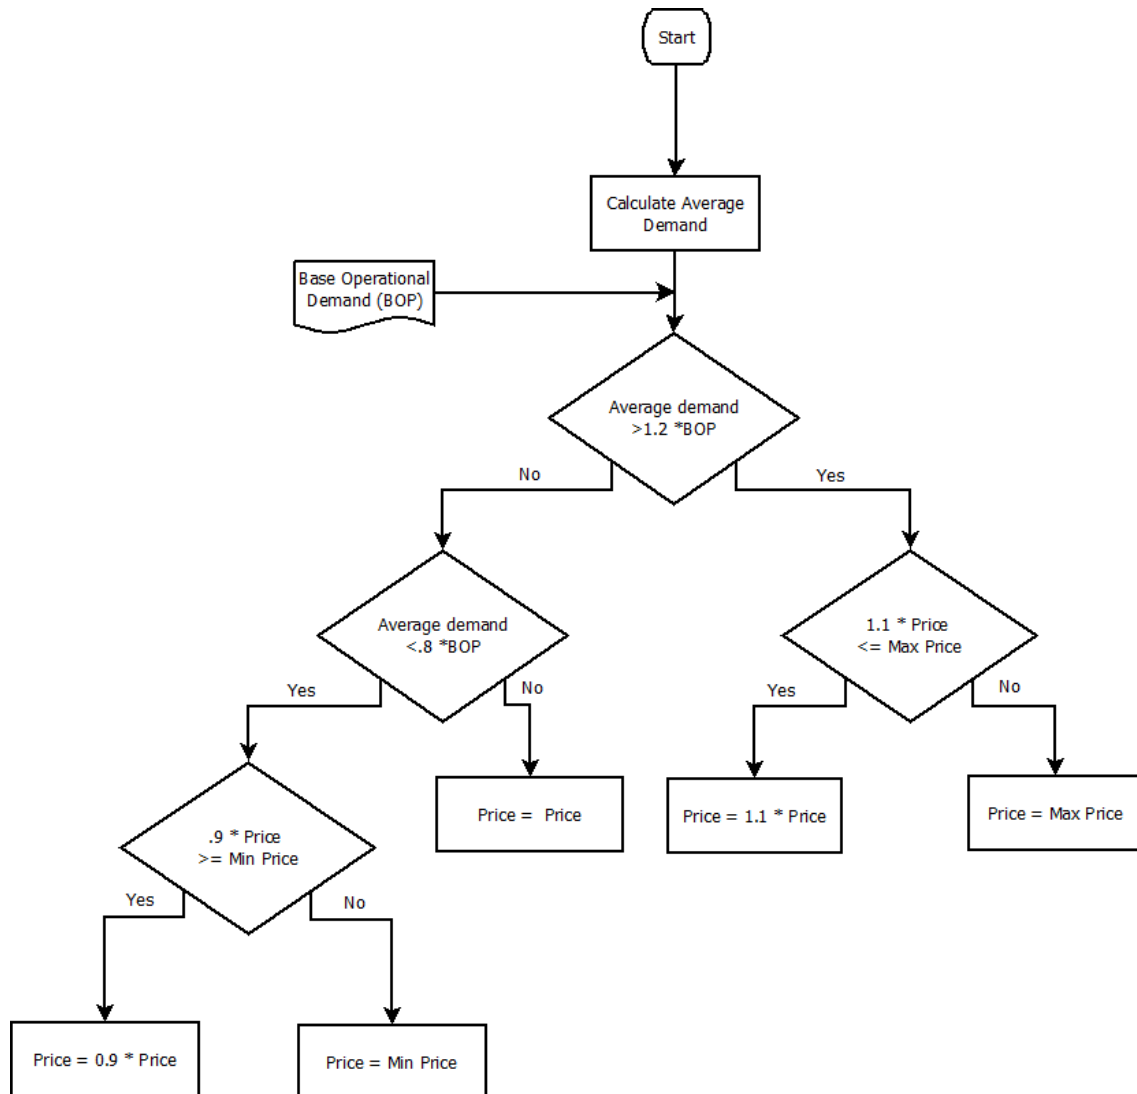 Start
Calculate Average
Demand
Base Operational
Demand (BOP)
Average demand
>1.2 *BOP
No
Yes
Average demand
<.8 *BOP
1.1 * Price
<= Max Price
Yes
No
Yes
No
.9 * Price
>= Min Price
Price =  Price
Price = 1.1 * Price
Price = Max Price
Yes
No
Price = 0.9 * Price
Price = Min Price